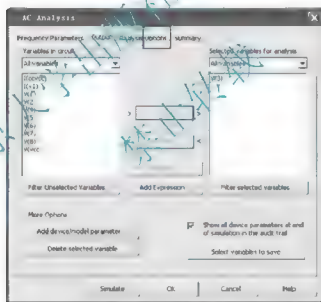 AC Analysis
Frequency Parameters Output Analysis Options Summary
Variables in circuit Selected variables for analysis
All variables All variables
V(3)
V(2)
V(5
V(6)
V(7)
V(8)
V(vcc
>
<
Filter Unselected Variables Add Expression Filter selected variables
More Options
Add device/model parameter
Show all device parameters at end of simulation in the audit trail
Delete selected variable
Select variables to save
Simulate OK Cancel Help